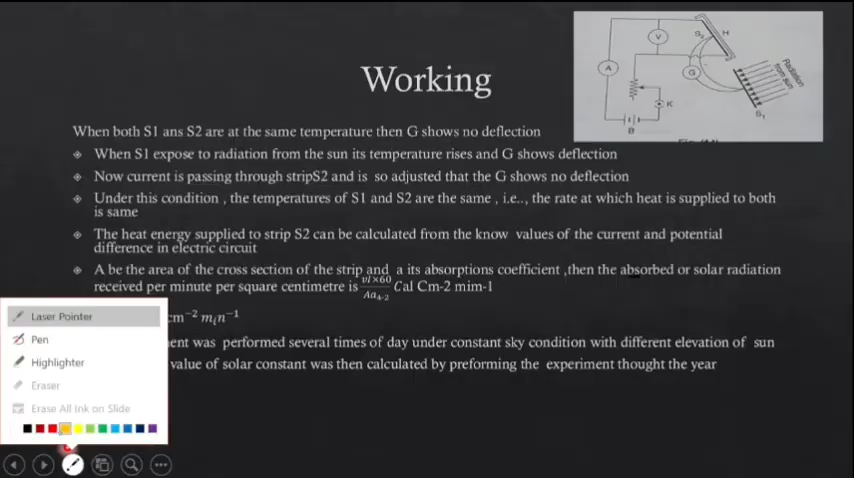 Working
When both S1 ans S2 are at the same temperature then G shows no deflection
When S1 expose to radiation from the sun its temperature rises and G shows deflection
Now current is passing through stripS2 and is so adjusted that the G shows no deflection
Under this condition , the temperatures of S1 and S2 are the same , i.e.., the rate at which heat is supplied to both
is same
The heat energy supplied to strip S2 can be calculated from the know values of the current and potential
difference in electric circuit
A be the area of the cross section of the strip and a its absorptions coefficient ,then the absorbed or solar radiation
received per minute per square centimetre is vI×60/Aa4.2 Cal Cm-2 mim-1
cm−2 min−1
ent was performed several times of day under constant sky condition with different elevation of sun
value of solar constant was then calculated by preforming the experiment thought the year
V
S2
H
A
G
K
B
S1
Radiation
from sun
Laser Pointer
Pen
Highlighter
Eraser
Erase All Ink on Slide